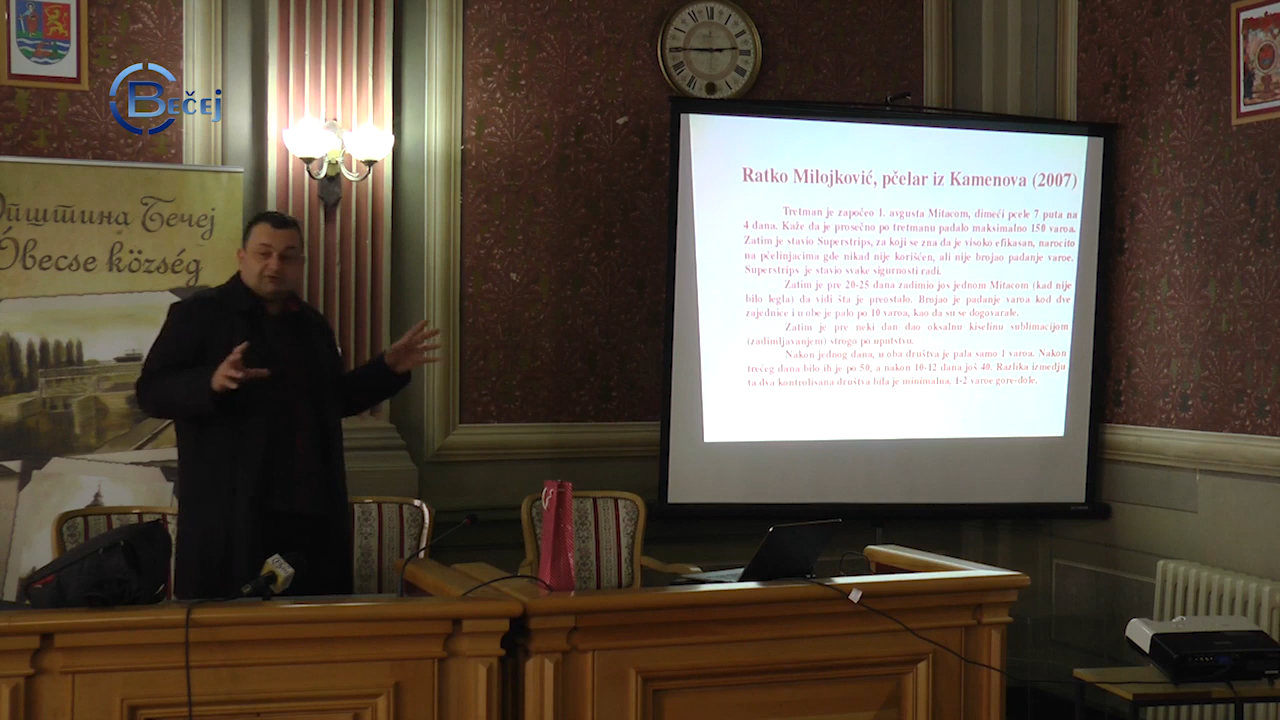 BEČEJ
Општина Бечеј
Óbecse község
Ratko Milojković, pčelar iz Kamenova (2007)
Tretman je započeo 1. avgusta Mitacom, dimeći pcele 7 puta na
4 dana. Kaže da je prosečno po tretmanu padalo maksimalno 150 varoa.
Zatim je stavio Superstrips, za koji se zna da je visoko efikasan, narocito
na pčelinjacima gde nikad nije korišćen, ali nije brojao padanje varoe.
Superstrips je stavio svake sigurnosti radi.
Zatim je pre 20-25 dana zadimio jos jednom Mitacom (kad nije
bilo legla) da vidi šta je preostalo. Brojao je padanje varoa kod dve
zajednice i u obe je palo po 10 varoa, kao da su se dogovarale.
Zatim je pre neki dan dao oksalnu kiselinu sublimacijom
(zadimljavanjem) strogo po uputstvu.
Nakon jednog dana, u oba društva je pala samo 1 varoa. Nakon
trećeg dana bilo ih je po 50, a nakon 10-12 dana još 40. Razlika izmedju
ta dva kontrolisana društva bila je minimalna, 1-2 varoe gore-dole.